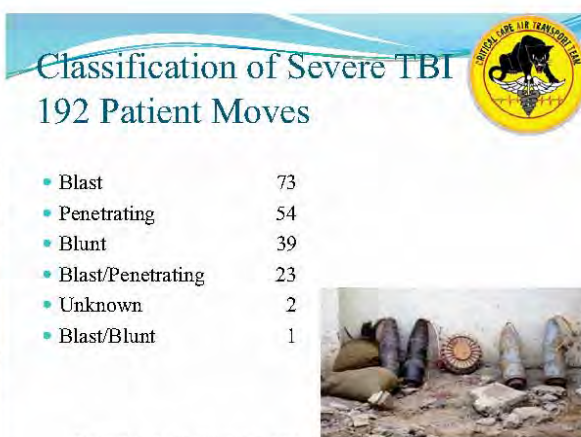 Classification of Severe TBI
192 Patient Moves
CRITICAL CARE AIR TRANSPORT TEAM
• Blast 73
• Penetrating 54
• Blunt 39
• Blast/Penetrating 23
• Unknown 2
• Blast/Blunt 1